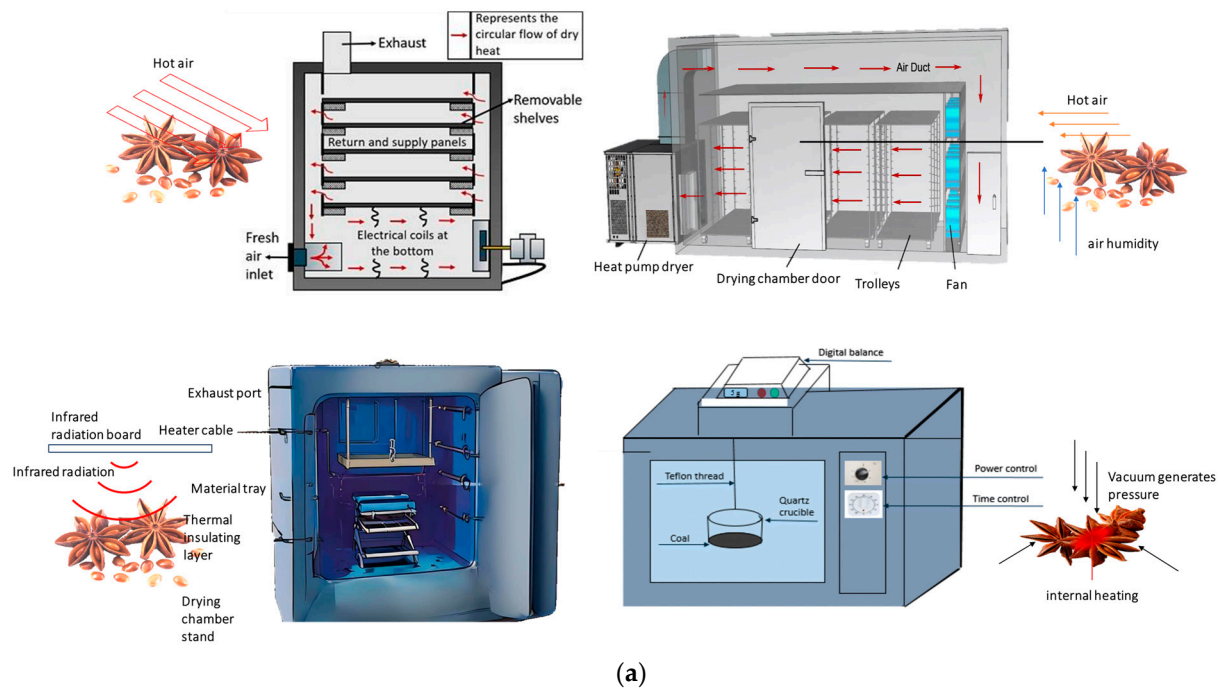 Hot air
Exhaust
Represents the
circular flow of dry
heat
Removable
shelves
Return and supply panels
Electrical coils at
the bottom
Fresh
air
inlet
Air Duct
Hot air
air humidity
Heat pump dryer
Drying chamber door
Trolleys
Fan
Exhaust port
Infrared
radiation board
Heater cable
Infrared radiation
Material tray
Thermal
insulating
layer
Drying
chamber
stand
Digital balance
Teflon thread
Quartz
crucible
Coal
Power control
Time control
Vacuum generates
pressure
internal heating
(a)